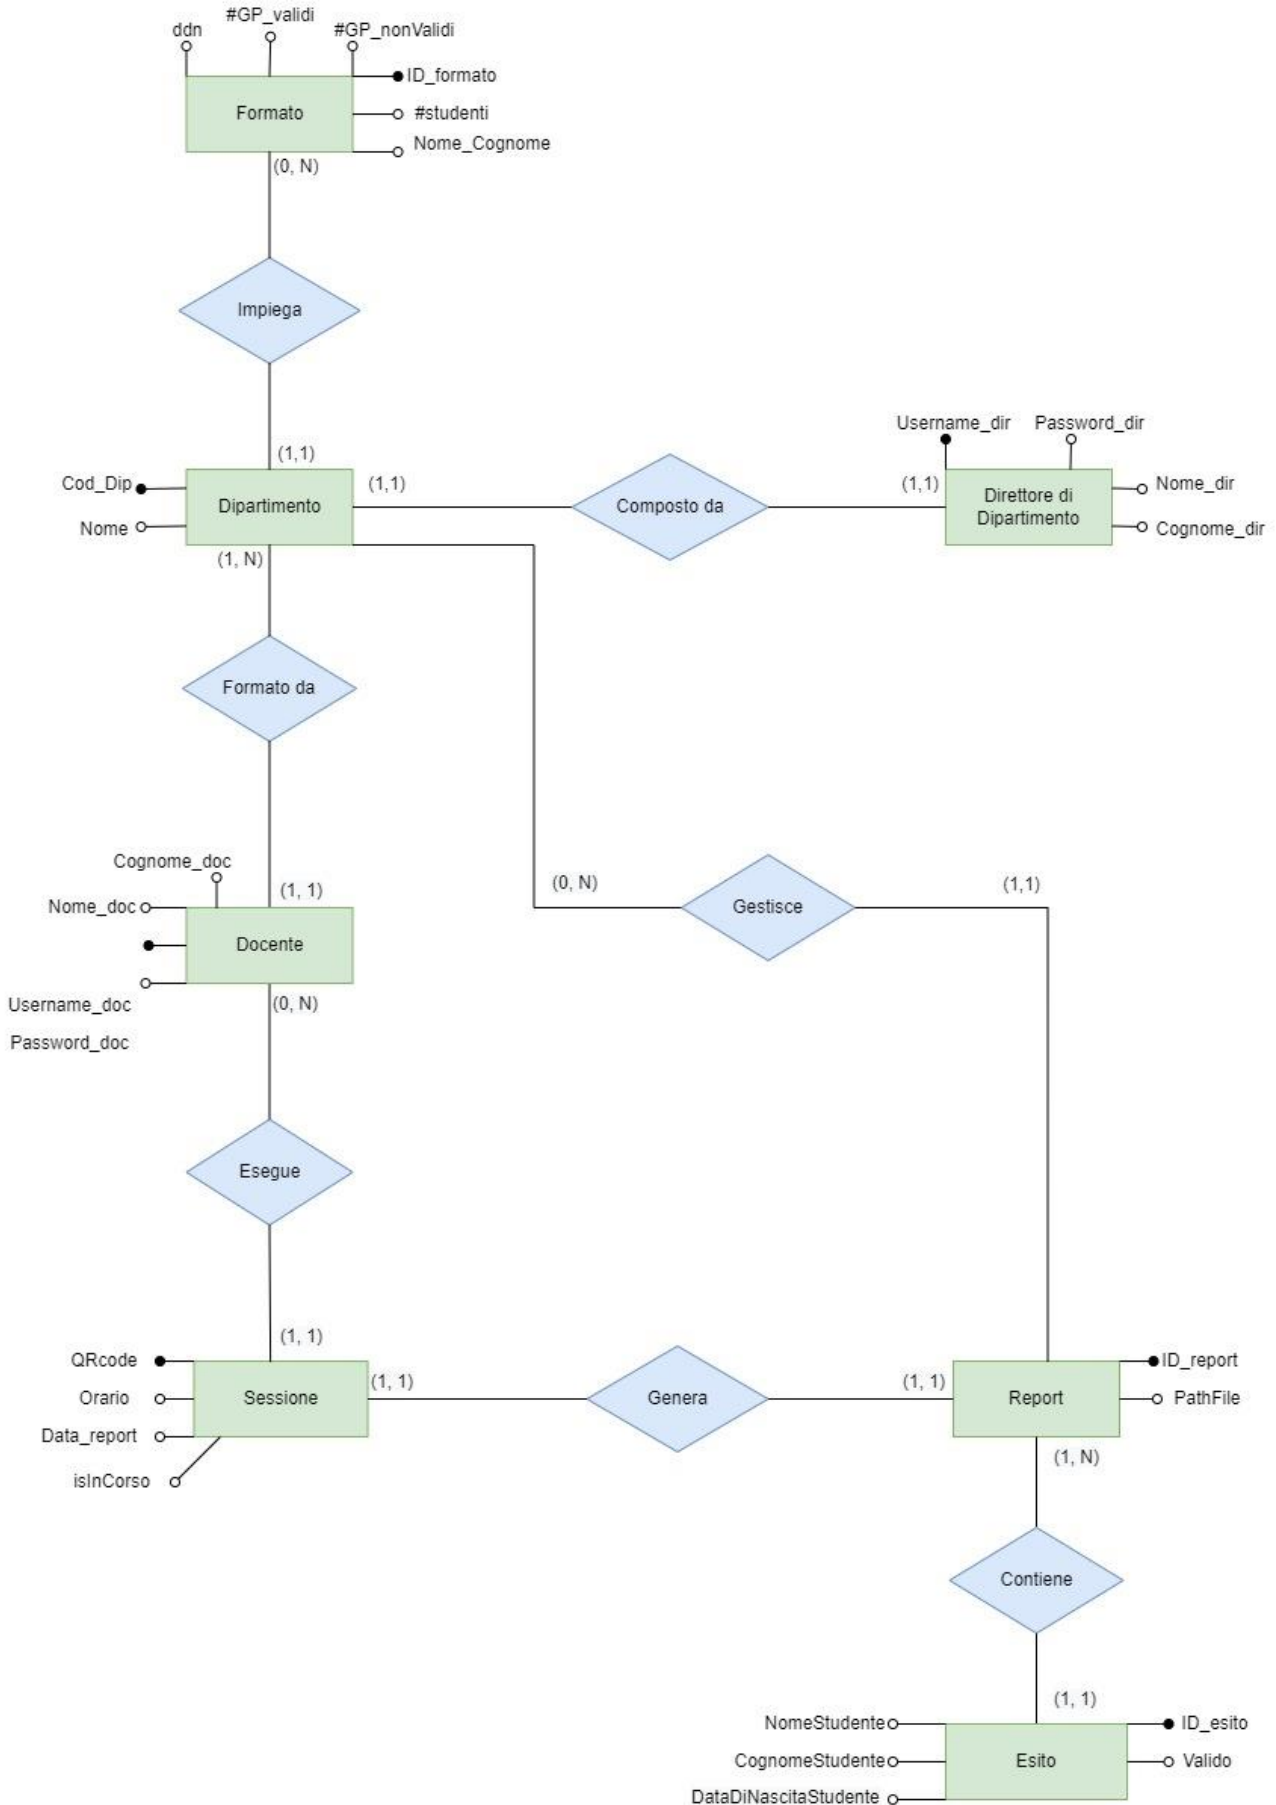 #GP_validi
ddn
#GP_nonValidi
ID_formato
Formato
#studenti
Nome_Cognome
(0, N)
Impiega
(1,1)
Username_dir
Password_dir
Cod_Dip
(1,1)
(1,1)
Nome_dir
Dipartimento
Composto da
Direttore di
Dipartimento
Nome
Cognome_dir
(1, N)
Formato da
Cognome_doc
(1, 1)
(0, N)
(1,1)
Nome_doc
Gestisce
Docente
(0, N)
Username_doc
Password_doc
Esegue
(1, 1)
QRcode
ID_report
(1, 1)
(1, 1)
Orario
Sessione
Genera
Report
PathFile
Data_report
(1, N)
isInCorso
Contiene
(1, 1)
NomeStudente
ID_esito
CognomeStudente
Esito
Valido
DataDiNascitaStudente